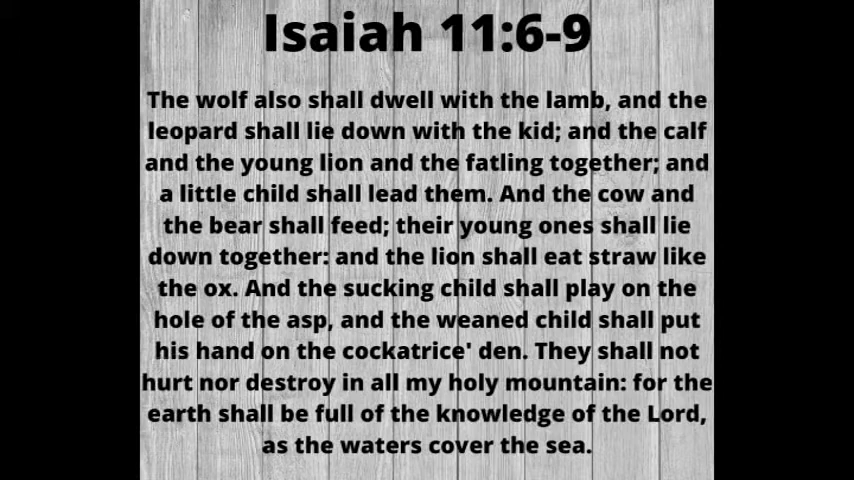 Isaiah 11:6-9
The wolf also shall dwell with the lamb, and the
leopard shall lie down with the kid; and the calf
and the young lion and the fatling together; and
a little child shall lead them. And the cow and
the bear shall feed; their young ones shall lie
down together: and the lion shall eat straw like
the ox. And the sucking child shall play on the
hole of the asp, and the weaned child shall put
his hand on the cockatrice' den. They shall not
hurt nor destroy in all my holy mountain: for the
earth shall be full of the knowledge of the Lord,
as the waters cover the sea.